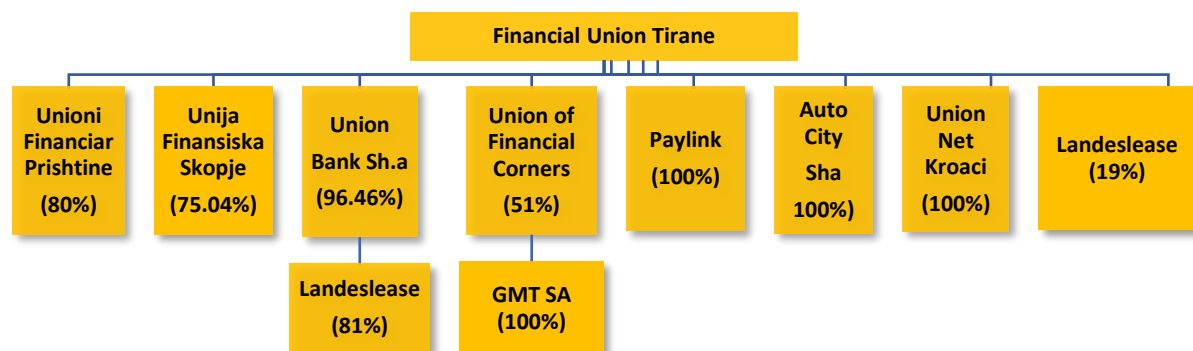 Financial Union Tirane
Unioni
Financiar
Prishtine
(80%)
Unija
Finansiska
Skopje
(75.04%)
Union
Bank Sh.a
(96.46%)
Union of
Financial
Corners
(51%)
Paylink
(100%)
Auto
City
Sha
100%)
Union
Net
Kroaci
(100%)
Landeslease
(19%)
Landeslease
(81%)
GMT SA
(100%)